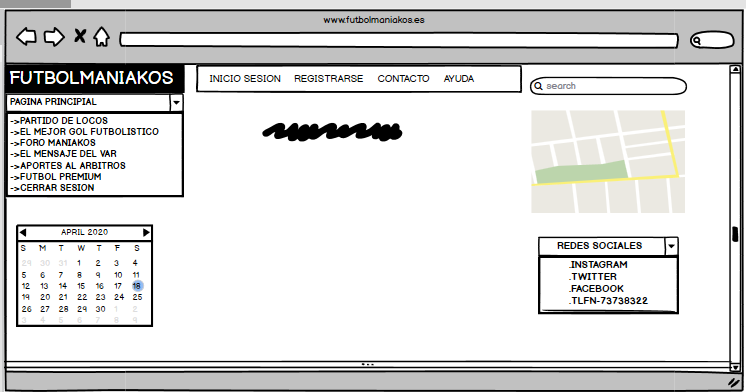 www.futbolmaniakos.es
FUTBOLMANIAKOS
INICIO SESION REGISTRARSE CONTACTO AYUDA
search
PAGINA PRINCIPIAL
->PARTIDO DE LOCOS
->EL MEJOR GOL FUTBOLISTICO
->FORO MANIAKOS
->EL MENSAJE DEL VAR
->APORTES AL ARBITROS
->FUTBOL PREMIUM
->CERRAR SESION
APRIL 2020
S M T W T F S
29 30 31 1 2 3 4
5 6 7 8 9 10 11
12 13 14 15 16 17 18
19 20 21 22 23 24 25
26 27 28 29 30 1 2
3 4 5 6 7 8 9
REDES SOCIALES
.INSTAGRAM
.TWITTER
.FACEBOOK
.TLFN-73738322